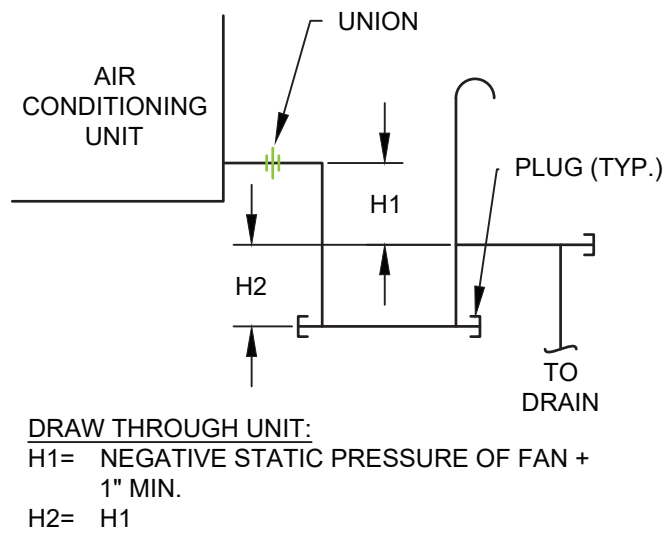 UNION
AIR
CONDITIONING
UNIT
PLUG (TYP.)
H1
H2
TO
DRAIN
DRAW THROUGH UNIT:
H1= NEGATIVE STATIC PRESSURE OF FAN +
1" MIN.
H2= H1